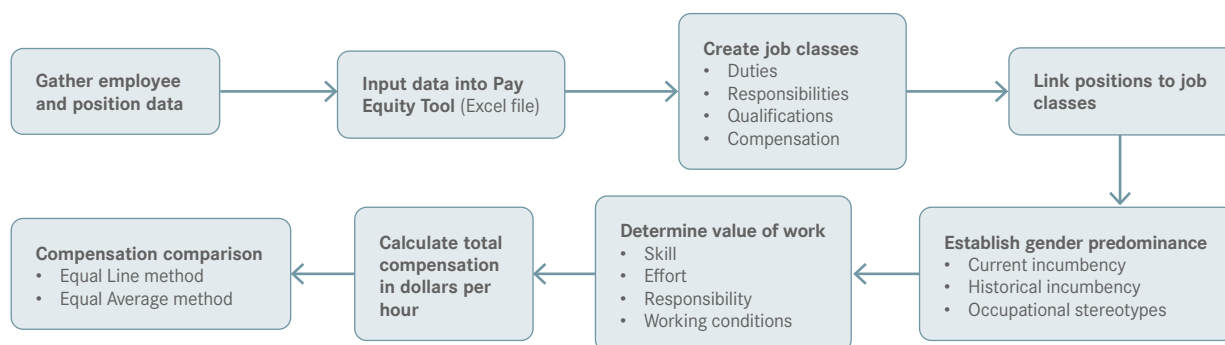 Gather employee
and position data
Input data into Pay
Equity Tool (Excel file)
Create job classes
• Duties
• Responsibilities
• Qualifications
• Compensation
Link positions to job
classes
Establish gender predominance
• Current incumbency
• Historical incumbency
• Occupational stereotypes
Determine value of work
• Skill
• Effort
• Responsibility
• Working conditions
Calculate total
compensation
in dollars per
hour
Compensation comparison
• Equal Line method
• Equal Average method